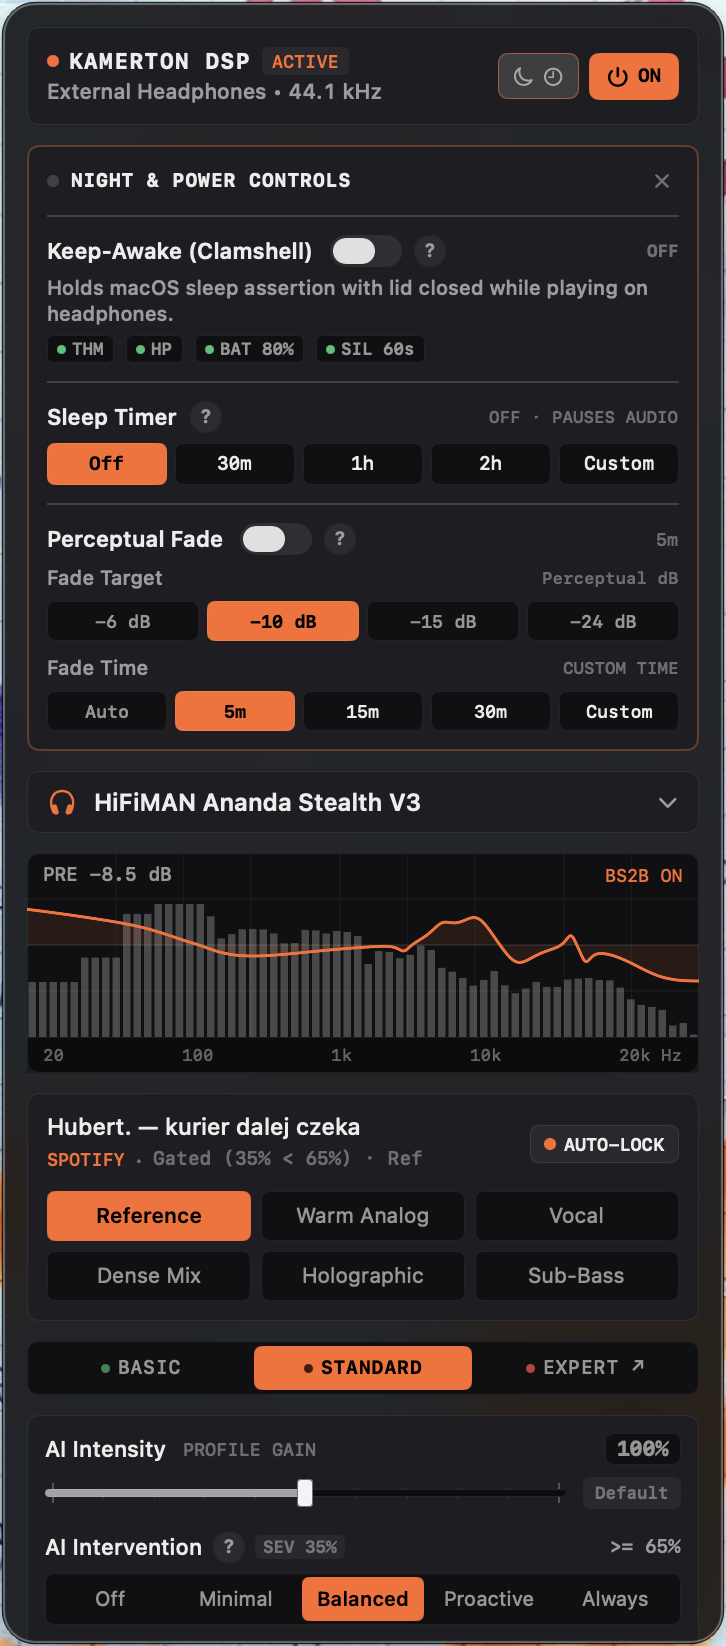 KAMERTON DSP ACTIVE
External Headphones • 44.1 kHz
ON
NIGHT & POWER CONTROLS
Keep-Awake (Clamshell) ? OFF
Holds macOS sleep assertion with lid closed while playing on
headphones.
THM HP BAT 80% SIL 60s
Sleep Timer ? OFF · PAUSES AUDIO
Off 30m 1h 2h Custom
Perceptual Fade ? 5m
Fade Target Perceptual dB
−6 dB −10 dB −15 dB −24 dB
Fade Time CUSTOM TIME
Auto 5m 15m 30m Custom
HiFiMAN Ananda Stealth V3
PRE −8.5 dB BS2B ON
20 100 1k 10k 20k Hz
Hubert. — kurier dalej czeka
SPOTIFY · Gated (35% < 65%) · Ref
AUTO-LOCK
Reference Warm Analog Vocal
Dense Mix Holographic Sub-Bass
BASIC STANDARD EXPERT ↗
AI Intensity PROFILE GAIN 100%
Default
AI Intervention ? SEV 35% >= 65%
Off Minimal Balanced Proactive Always